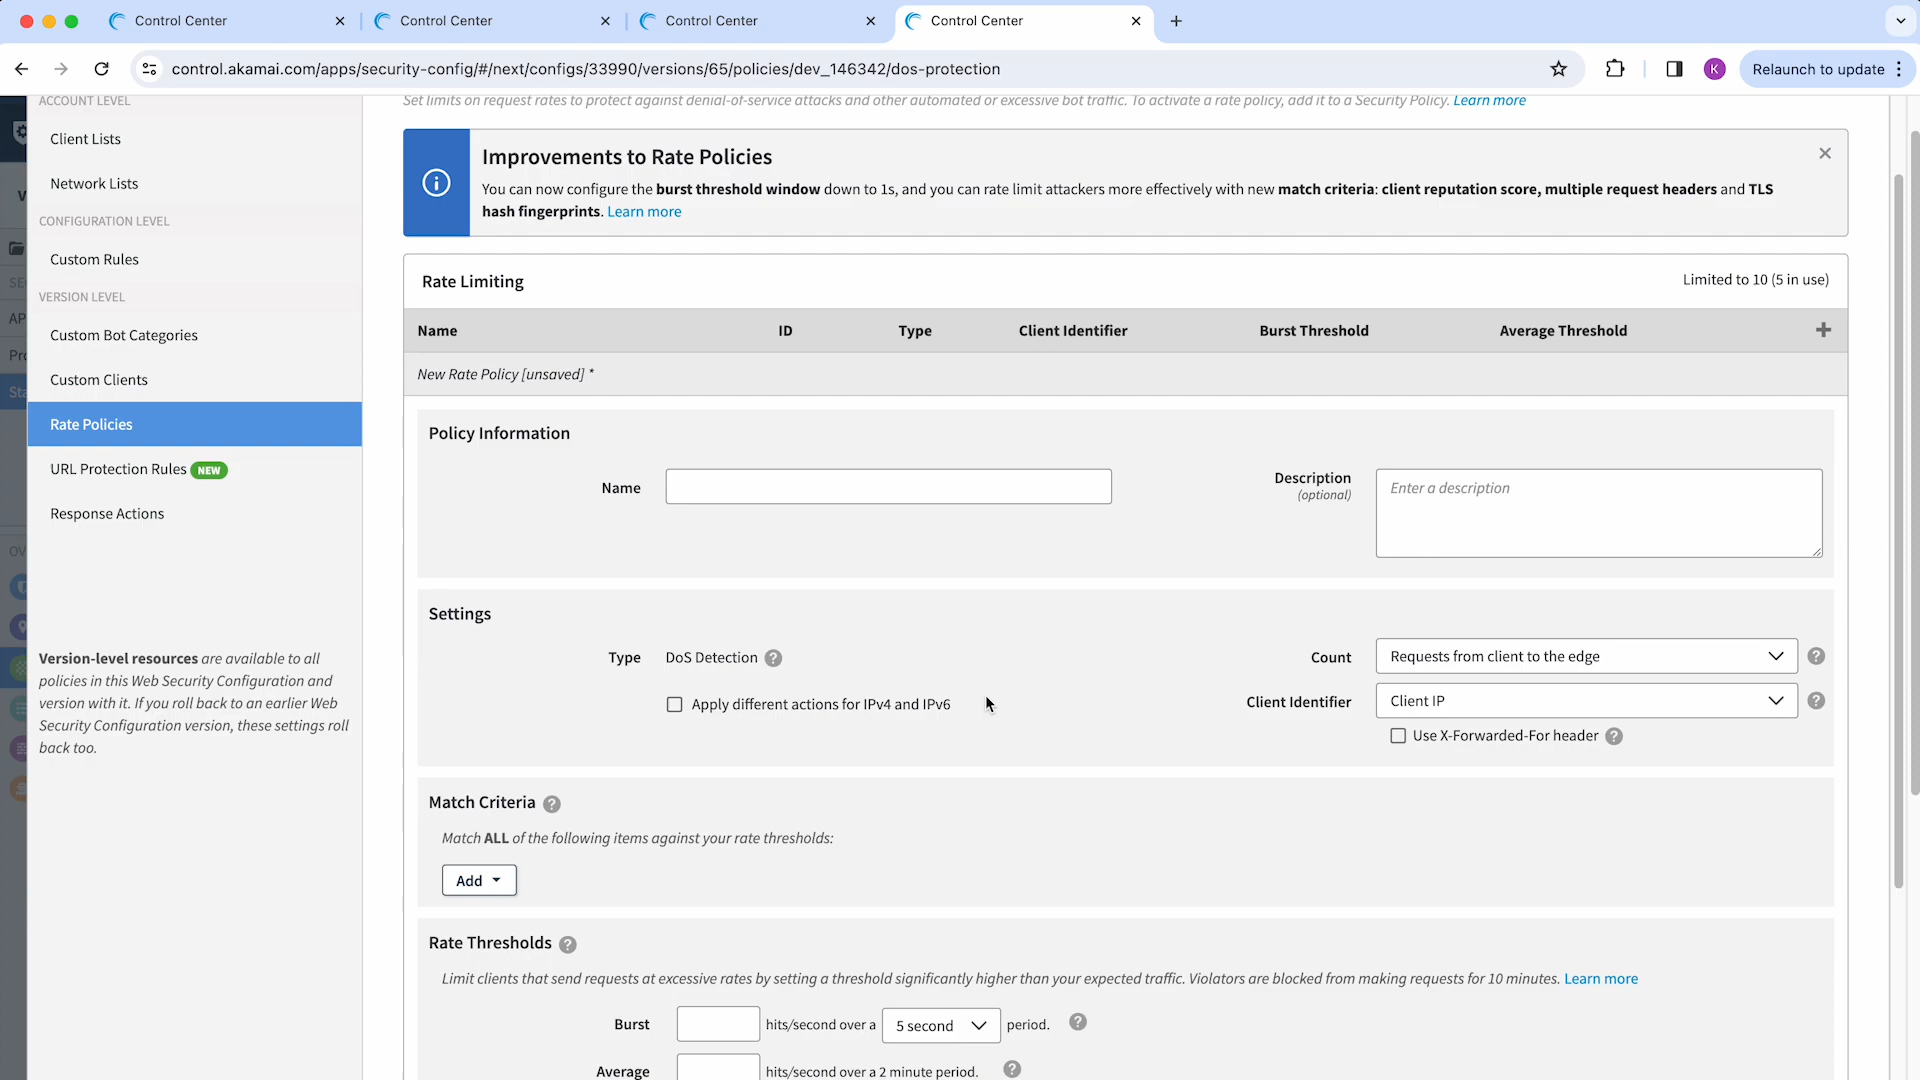 Control Center
Control Center
Control Center
Control Center
control.akamai.com/apps/security-config/#/next/configs/33990/versions/65/policies/dev_146342/dos-protection
K
Relaunch to update
ACCOUNT LEVEL
Client Lists
Network Lists
CONFIGURATION LEVEL
Custom Rules
VERSION LEVEL
Custom Bot Categories
Custom Clients
Rate Policies
URL Protection Rules NEW
Response Actions
Version-level resources are available to all
policies in this Web Security Configuration and
version with it. If you roll back to an earlier Web
Security Configuration version, these settings roll
back too.
Set limits on request rates to protect against denial-of-service attacks and other automated or excessive bot traffic. To activate a rate policy, add it to a Security Policy. Learn more
Improvements to Rate Policies
You can now configure the burst threshold window down to 1s, and you can rate limit attackers more effectively with new match criteria: client reputation score, multiple request headers and TLS
hash fingerprints. Learn more
Rate Limiting
Limited to 10 (5 in use)
Name ID Type Client Identifier Burst Threshold Average Threshold
New Rate Policy [unsaved] *
Policy Information
Name
Description
(optional)
Enter a description
Settings
Type DoS Detection
Apply different actions for IPv4 and IPv6
Count Requests from client to the edge
Client Identifier Client IP
Use X-Forwarded-For header
Match Criteria
Match ALL of the following items against your rate thresholds:
Add
Rate Thresholds
Limit clients that send requests at excessive rates by setting a threshold significantly higher than your expected traffic. Violators are blocked from making requests for 10 minutes. Learn more
Burst hits/second over a 5 second period.
Average hits/second over a 2 minute period.